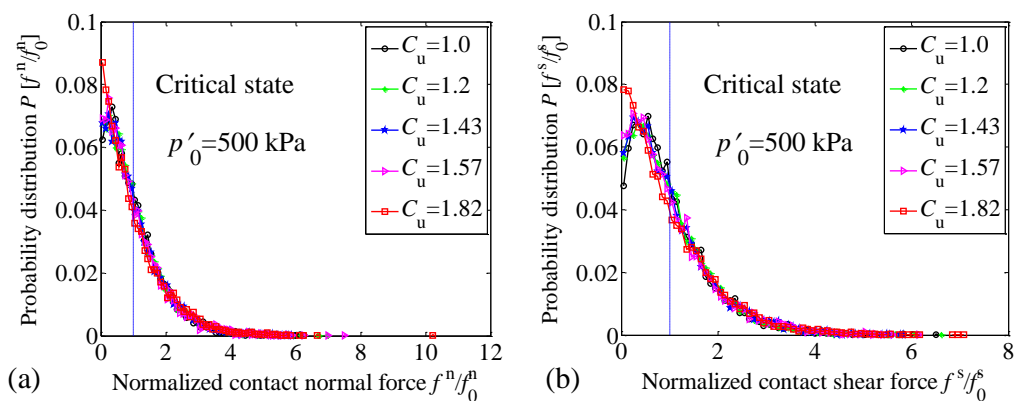 Probability distribution P [fⁿ/f₀ⁿ]
0.1
0.08
0.06
0.04
0.02
0
Critical state
p′₀=500 kPa
Cᵤ=1.0
Cᵤ=1.2
Cᵤ=1.43
Cᵤ=1.57
Cᵤ=1.82
0 2 4 6 8 10 12
(a) Normalized contact normal force fⁿ/f₀ⁿ
Probability distribution P [fˢ/f₀ˢ]
0.1
0.08
0.06
0.04
0.02
0
Critical state
p′₀=500 kPa
Cᵤ=1.0
Cᵤ=1.2
Cᵤ=1.43
Cᵤ=1.57
Cᵤ=1.82
0 2 4 6 8
(b) Normalized contact shear force fˢ/f₀ˢ